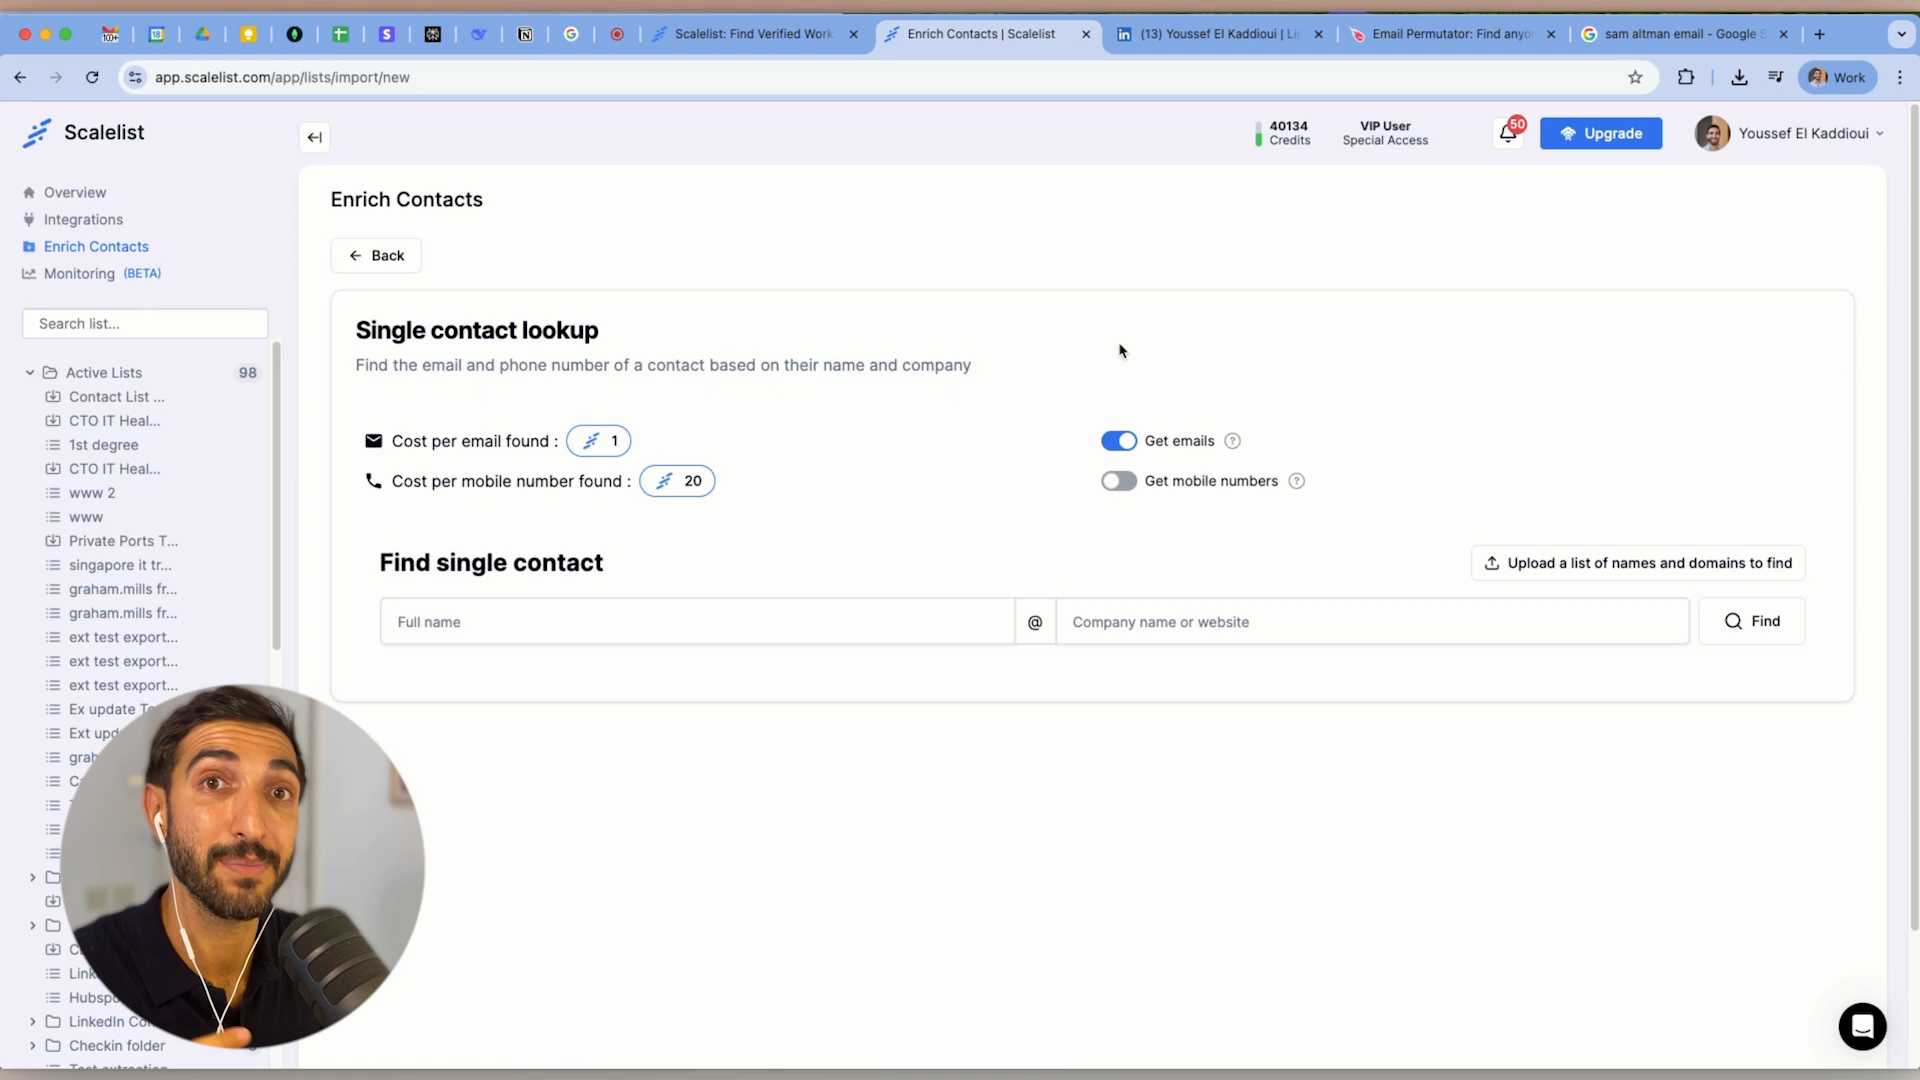 100+
18
Scalelist: Find Verified Work
Enrich Contacts | Scalelist
(13) Youssef El Kaddioui | Li
Email Permutator: Find anyo
sam altman email - Google S
app.scalelist.com/app/lists/import/new
Work
Scalelist
40134
Credits
VIP User
Special Access
50
Upgrade
Youssef El Kaddioui
Overview
Integrations
Enrich Contacts
Monitoring (BETA)
Search list...
Active Lists 98
Contact List ...
CTO IT Heal...
1st degree
CTO IT Heal...
www 2
www
Private Ports T...
singapore it tr...
graham.mills fr...
graham.mills fr...
ext test export...
ext test export...
ext test export...
Ex update
Ext upd
grah
Hubspo
LinkedIn Co
Checkin folder
Enrich Contacts
Back
Single contact lookup
Find the email and phone number of a contact based on their name and company
Cost per email found : 1
Get emails ?
Cost per mobile number found : 20
Get mobile numbers ?
Find single contact
Upload a list of names and domains to find
Full name
@
Company name or website
Find